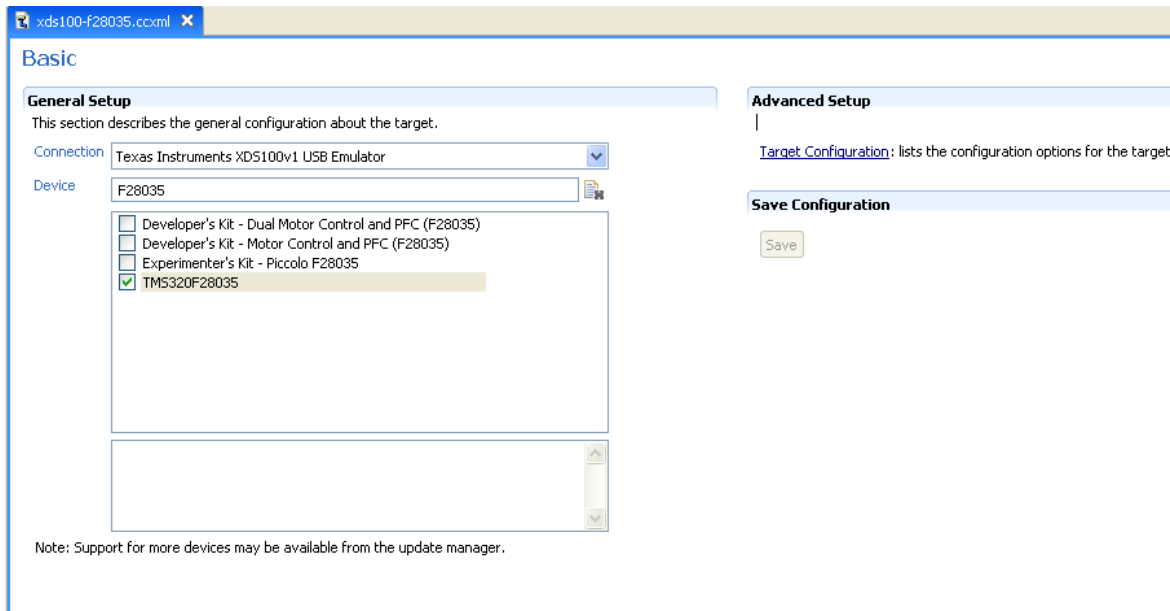 xds100-f28035.ccxml
Basic
General Setup
This section describes the general configuration about the target.
Connection
Texas Instruments XDS100v1 USB Emulator
Device
F28035
Developer's Kit - Dual Motor Control and PFC (F28035)
Developer's Kit - Motor Control and PFC (F28035)
Experimenter's Kit - Piccolo F28035
TMS320F28035
Note: Support for more devices may be available from the update manager.
Advanced Setup
Target Configuration: lists the configuration options for the target
Save Configuration
Save